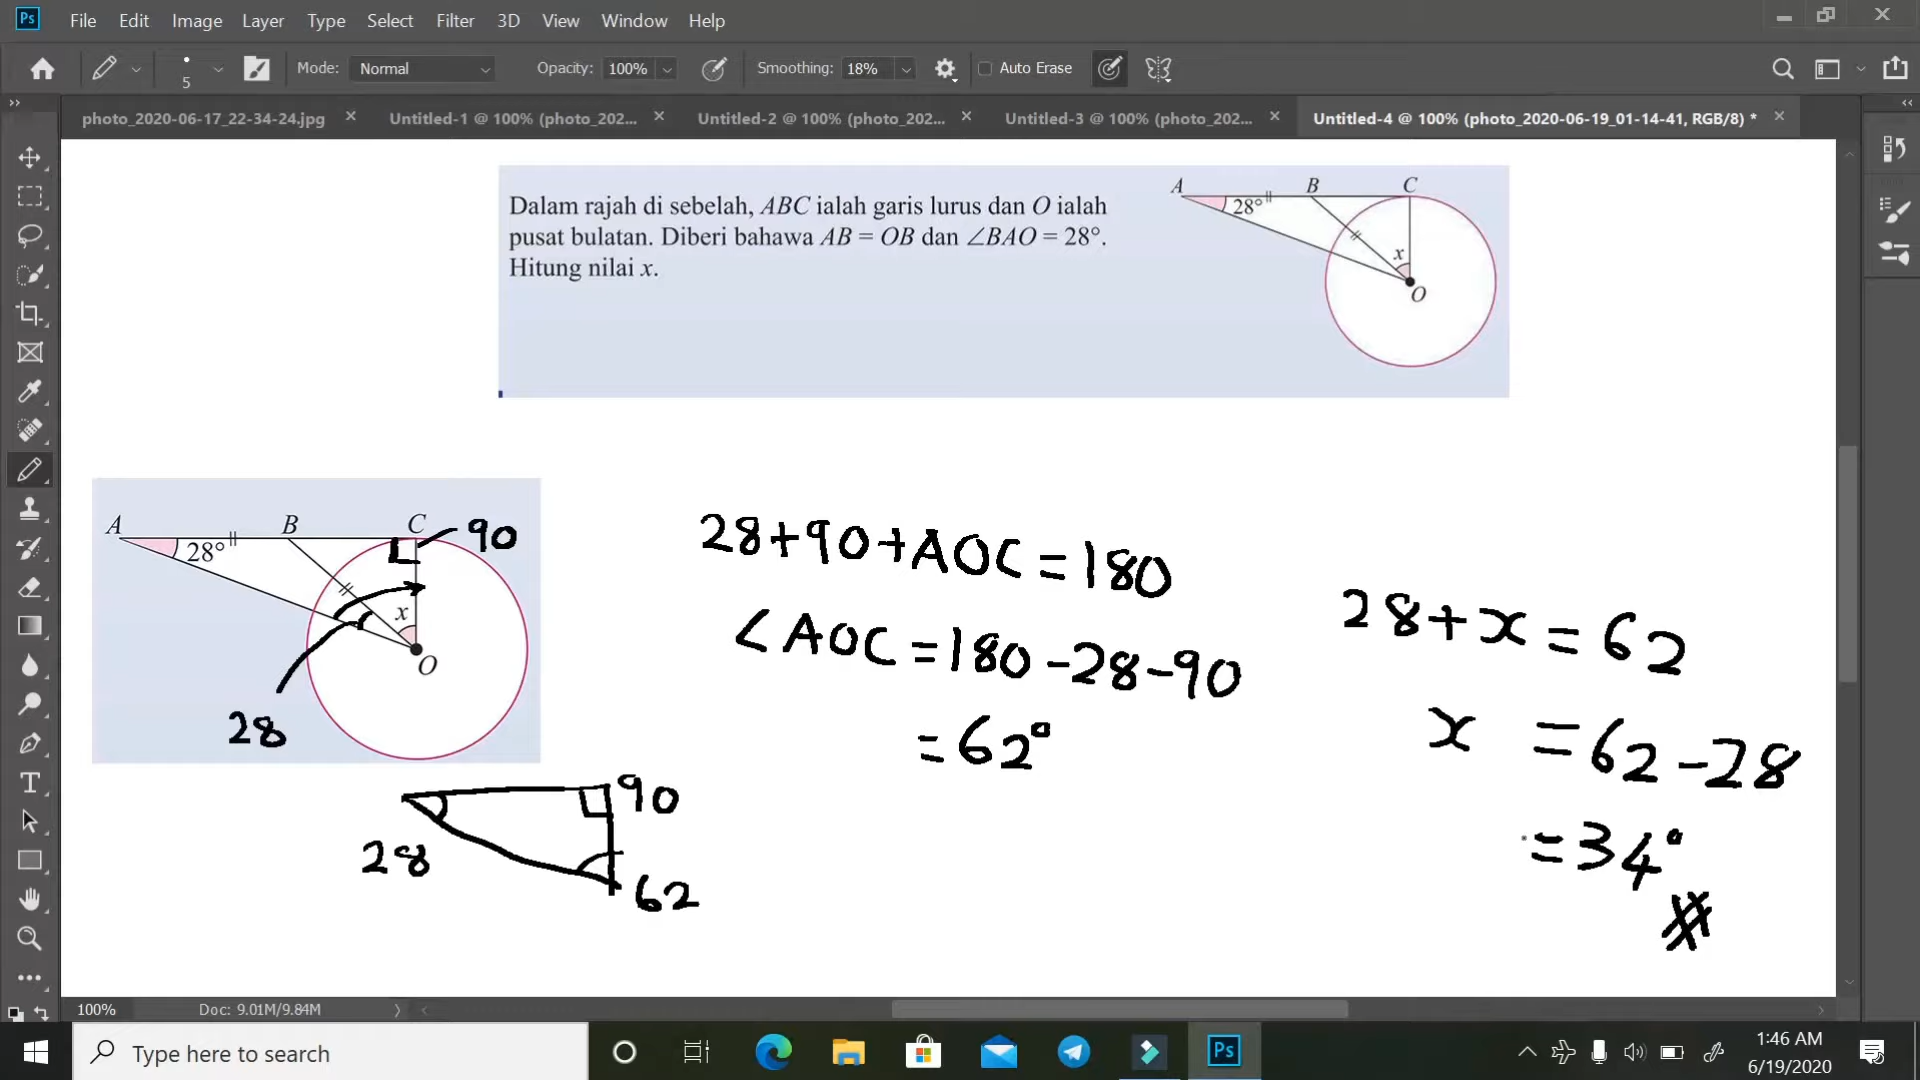 Ps File Edit Image Layer Type Select Filter 3D View Window Help
5 Mode: Normal Opacity: 100% Smoothing: 18% Auto Erase
photo_2020-06-17_22-34-24.jpg Untitled-1 @ 100% (photo_202... Untitled-2 @ 100% (photo_202... Untitled-3 @ 100% (photo_202... Untitled-4 @ 100% (photo_2020-06-19_01-14-41, RGB/8) *
Dalam rajah di sebelah, ABC ialah garis lurus dan O ialah
pusat bulatan. Diberi bahawa AB = OB dan ∠BAO = 28°.
Hitung nilai x.
A B C
28°
x
O
A B C 90
28°
x
O
28
90
28
62
28+90+AOC=180
∠AOC=180-28-90
=62°
28+x=62
x =62-28
=34°
100% Doc: 9.01M/9.84M
Type here to search
Ps
1:46 AM
6/19/2020